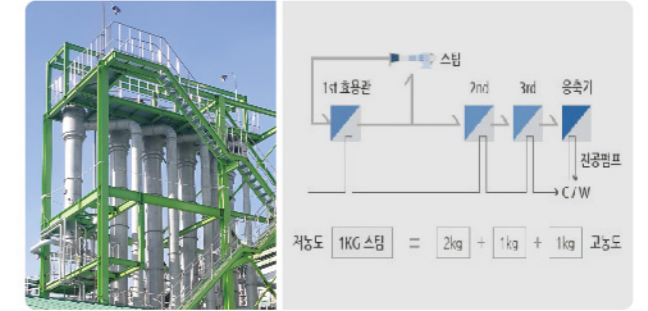 스팀
1st 효용관 2nd 3rd 응축기
진공펌프
C/W
저농도 1KG 스팀 = 2kg + 1kg + 1kg 고농도